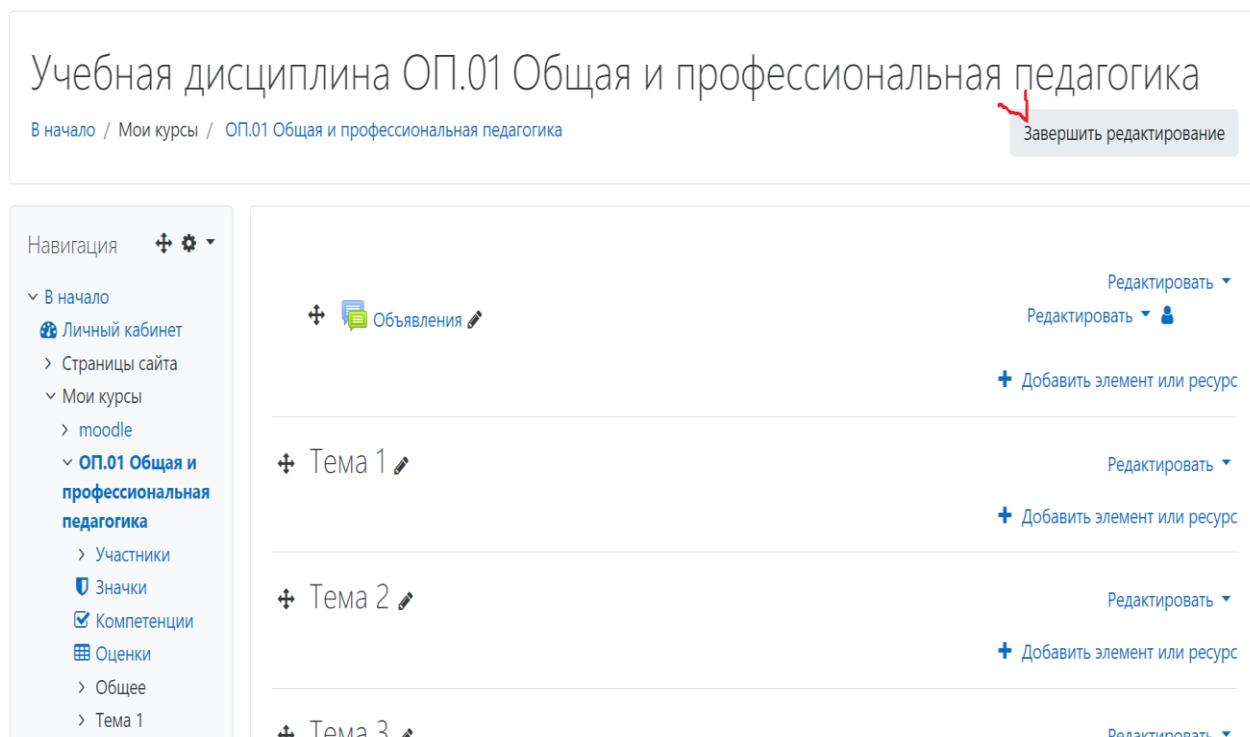 Учебная дисциплина ОП.01 Общая и профессиональная педагогика
В начало / Мои курсы / ОП.01 Общая и профессиональная педагогика
Завершить редактирование
Навигация
В начало
Личный кабинет
Страницы сайта
Мои курсы
moodle
ОП.01 Общая и
профессиональная
педагогика
Участники
Значки
Компетенции
Оценки
Общее
Тема 1
Редактировать
Объявления
Редактировать
Добавить элемент или ресурс
Тема 1
Редактировать
Добавить элемент или ресурс
Тема 2
Редактировать
Добавить элемент или ресурс
Тема 3
Редактировать